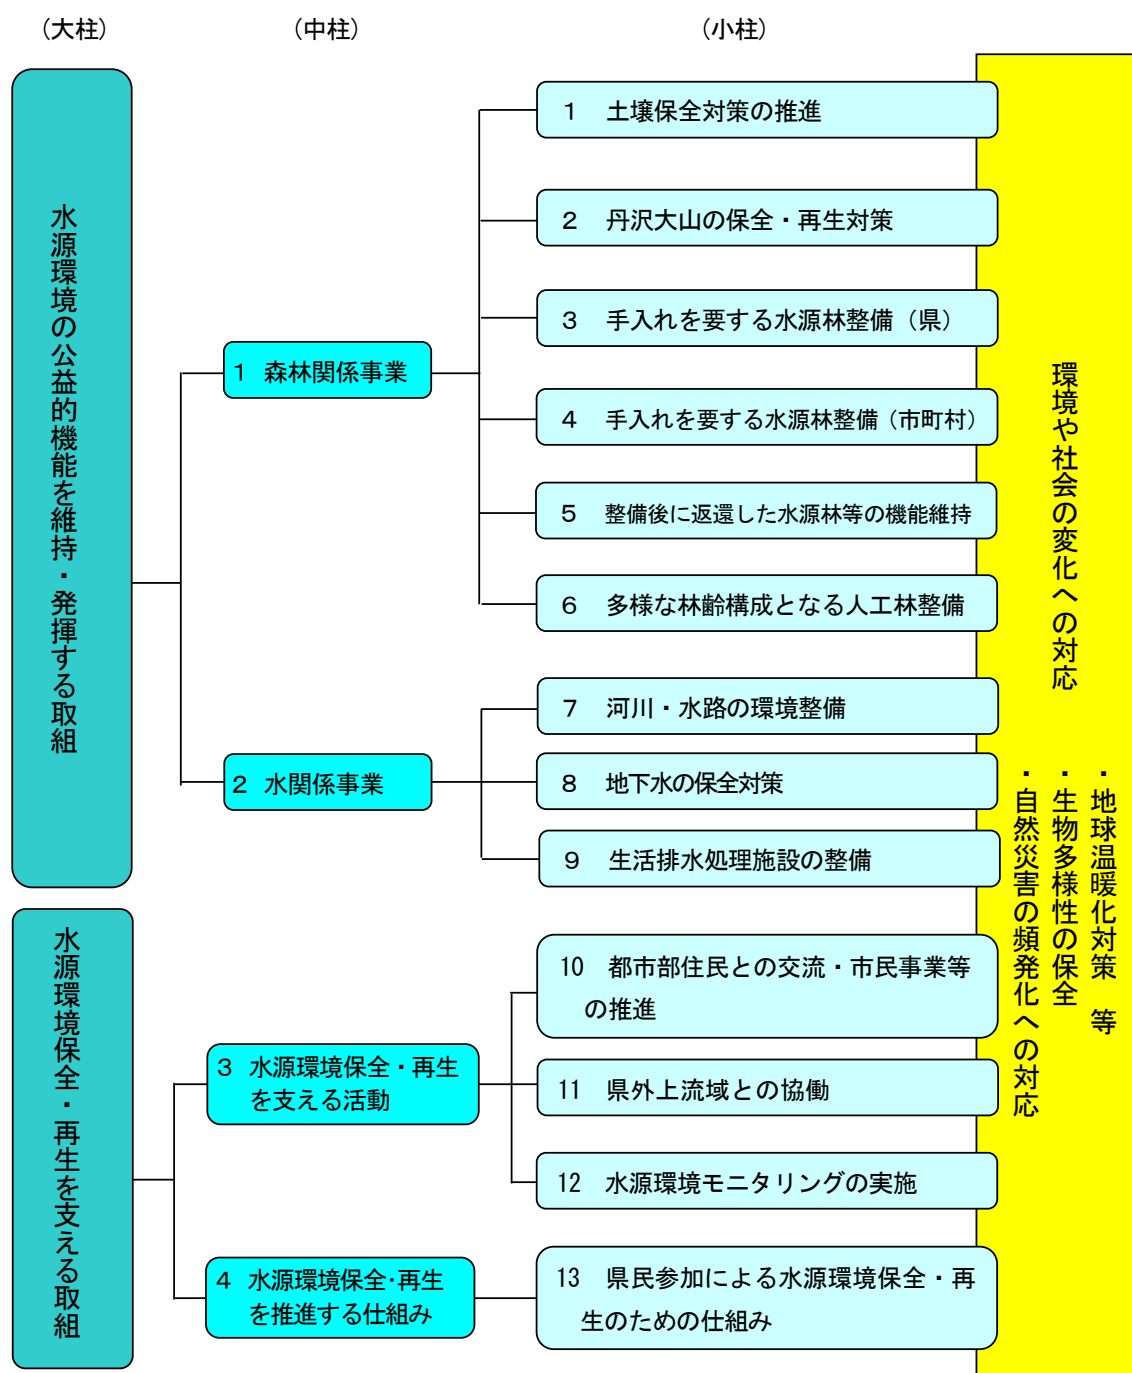 （大柱）
（中柱）
（小柱）
水源環境の公益的機能を維持・発揮する取組
1 森林関係事業
1 土壌保全対策の推進
2 丹沢大山の保全・再生対策
3 手入れを要する水源林整備（県）
4 手入れを要する水源林整備（市町村）
5 整備後に返還した水源林等の機能維持
6 多様な林齢構成となる人工林整備
2 水関係事業
7 河川・水路の環境整備
8 地下水の保全対策
9 生活排水処理施設の整備
水源環境保全・再生を支える取組
3 水源環境保全・再生
を支える活動
10 都市部住民との交流・市民事業等
の推進
11 県外上流域との協働
12 水源環境モニタリングの実施
4 水源環境保全・再生
を推進する仕組み
13 県民参加による水源環境保全・再
生のための仕組み
環境や社会の変化への対応
・地球温暖化対策 等
・生物多様性の保全
・自然災害の頻発化への対応